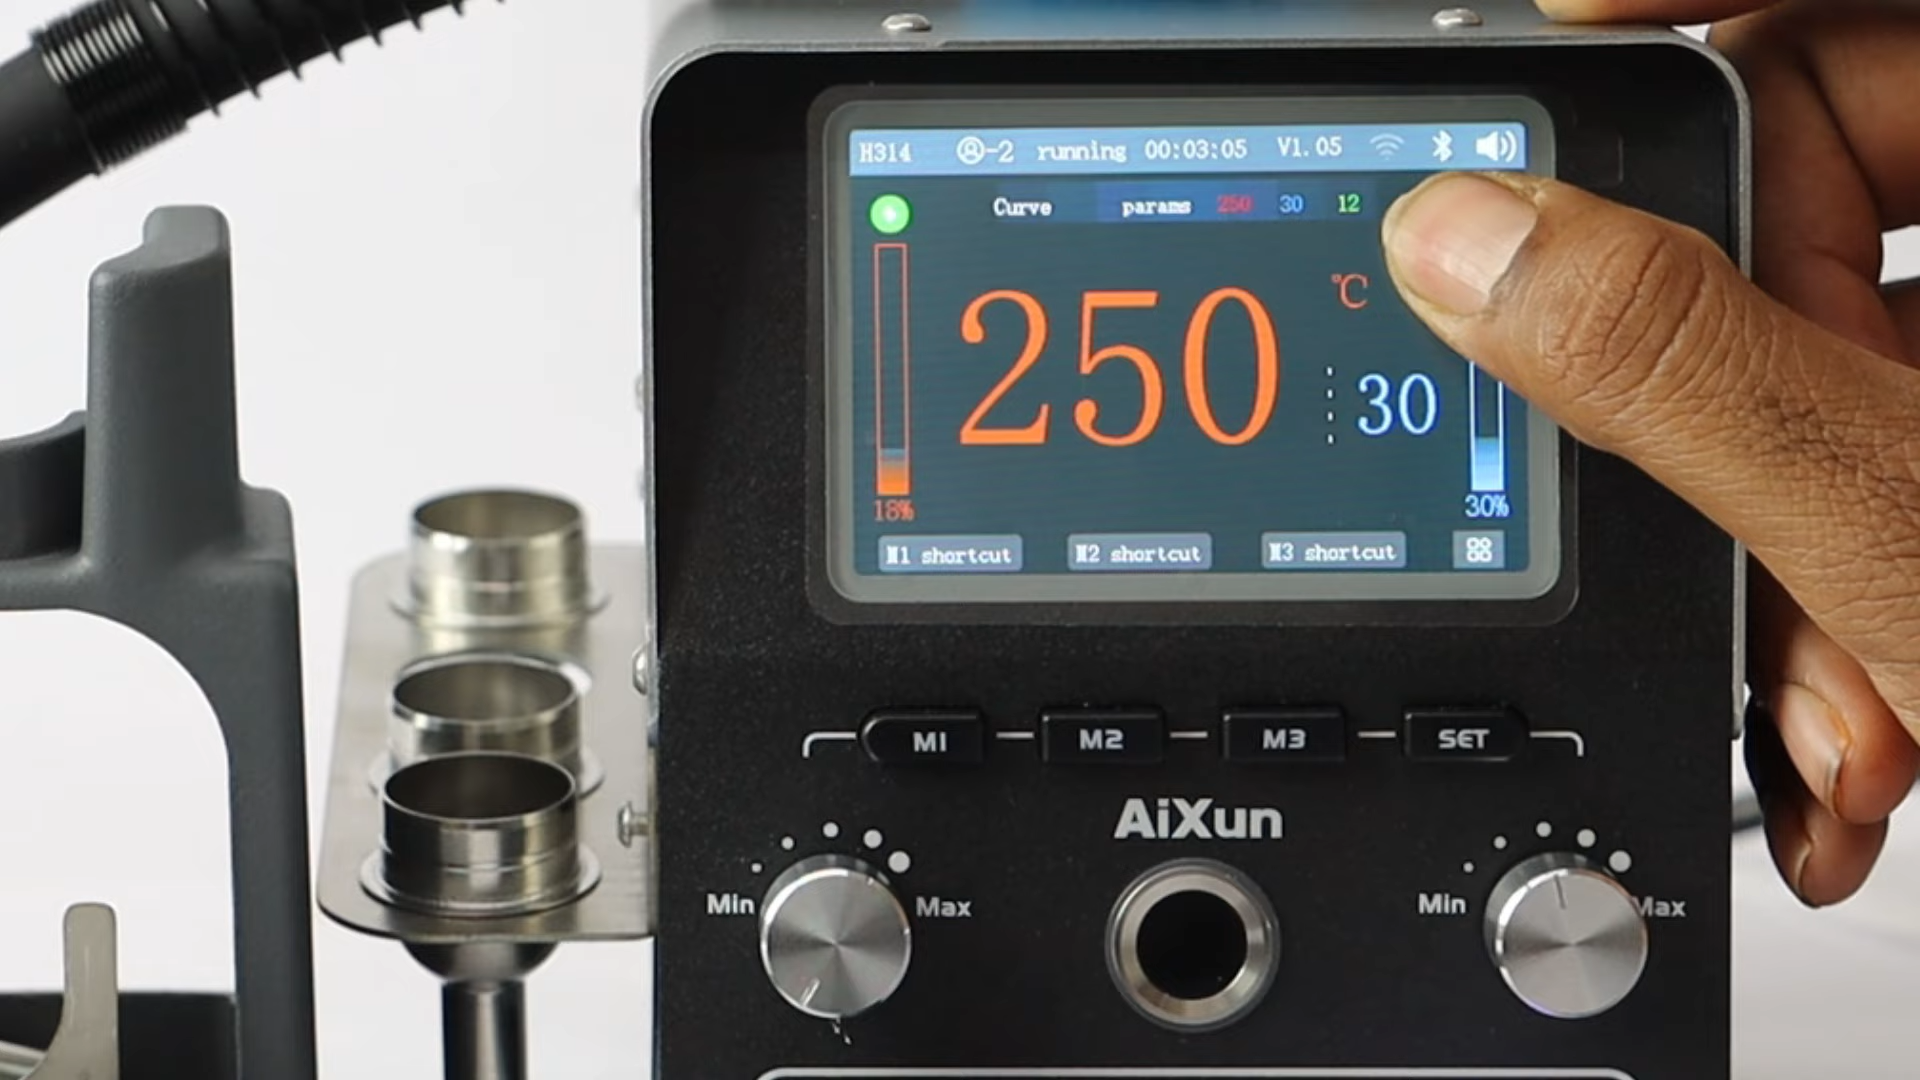 H314 -2 running 00:03:05 V1.05
Curve params 250 30 12
250 °C
30
18% 30%
M1 shortcut M2 shortcut M3 shortcut
M1 M2 M3 SET
AiXun
Min Max Min Max